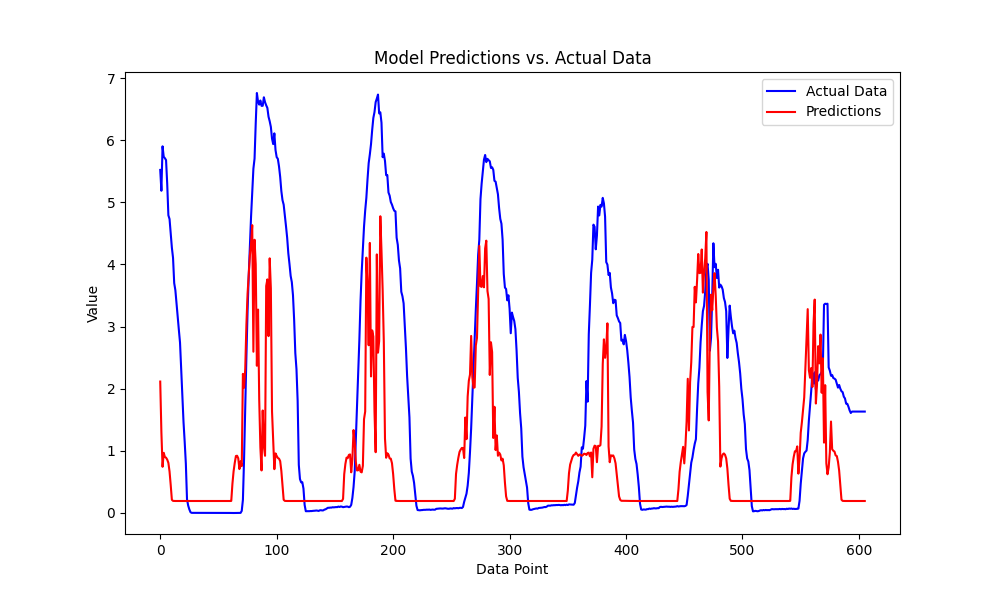 Model Predictions vs. Actual Data
Actual Data
Predictions
Value
7
6
5
4
3
2
1
0
0 100 200 300 400 500 600
Data Point